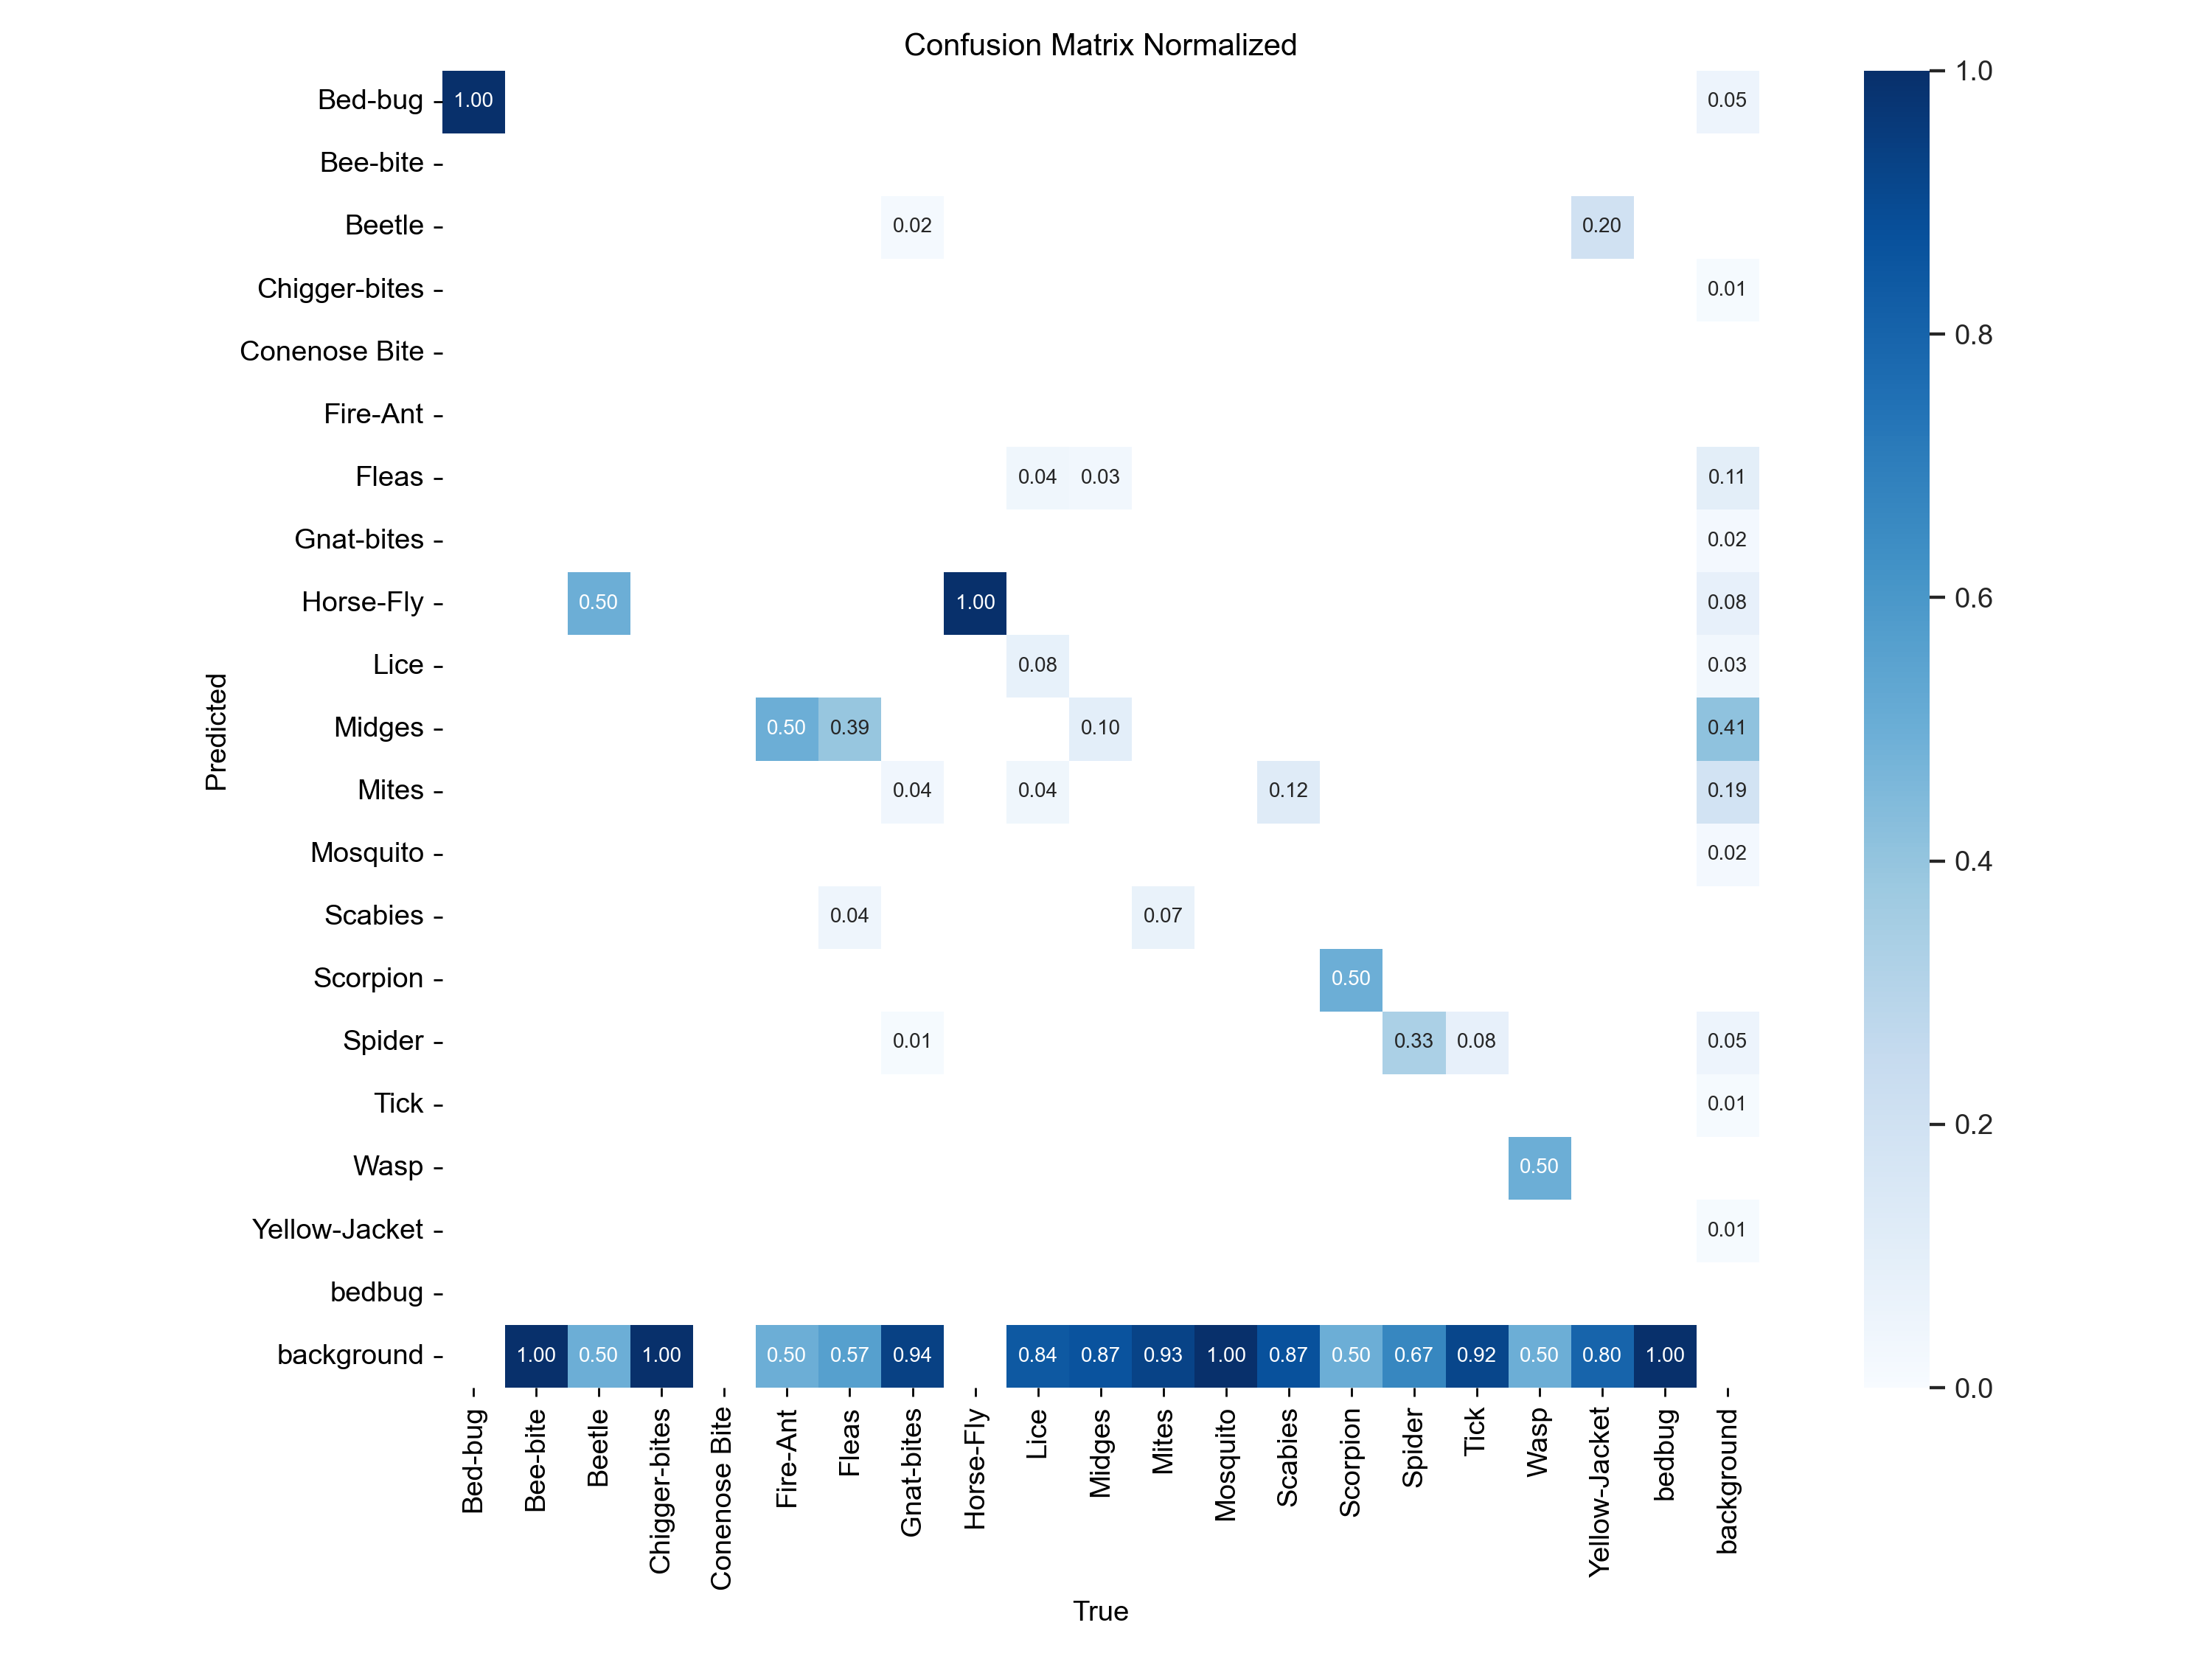 Confusion Matrix Normalized
Bed-bug 1.00 0.05 1.0
Bee-bite
Beetle 0.02 0.20
Chigger-bites 0.01
0.8
Conenose Bite
Fire-Ant
Fleas 0.04 0.03 0.11
Gnat-bites 0.02
Horse-Fly 0.50 1.00 0.08 0.6
Lice 0.08 0.03
Predicted
Midges 0.50 0.39 0.10 0.41
Mites 0.04 0.04 0.12 0.19
Mosquito 0.02 0.4
Scabies 0.04 0.07
Scorpion 0.50
Spider 0.01 0.33 0.08 0.05
Tick 0.01 0.2
Wasp 0.50
Yellow-Jacket 0.01
bedbug
background 1.00 0.50 1.00 0.50 0.57 0.94 0.84 0.87 0.93 1.00 0.87 0.50 0.67 0.92 0.50 0.80 1.00
0.0
Bed-bug Bee-bite Beetle Chigger-bites Conenose Bite Fire-Ant Fleas Gnat-bites Horse-Fly Lice Midges Mites Mosquito Scabies Scorpion Spider Tick Wasp Yellow-Jacket bedbug background
True